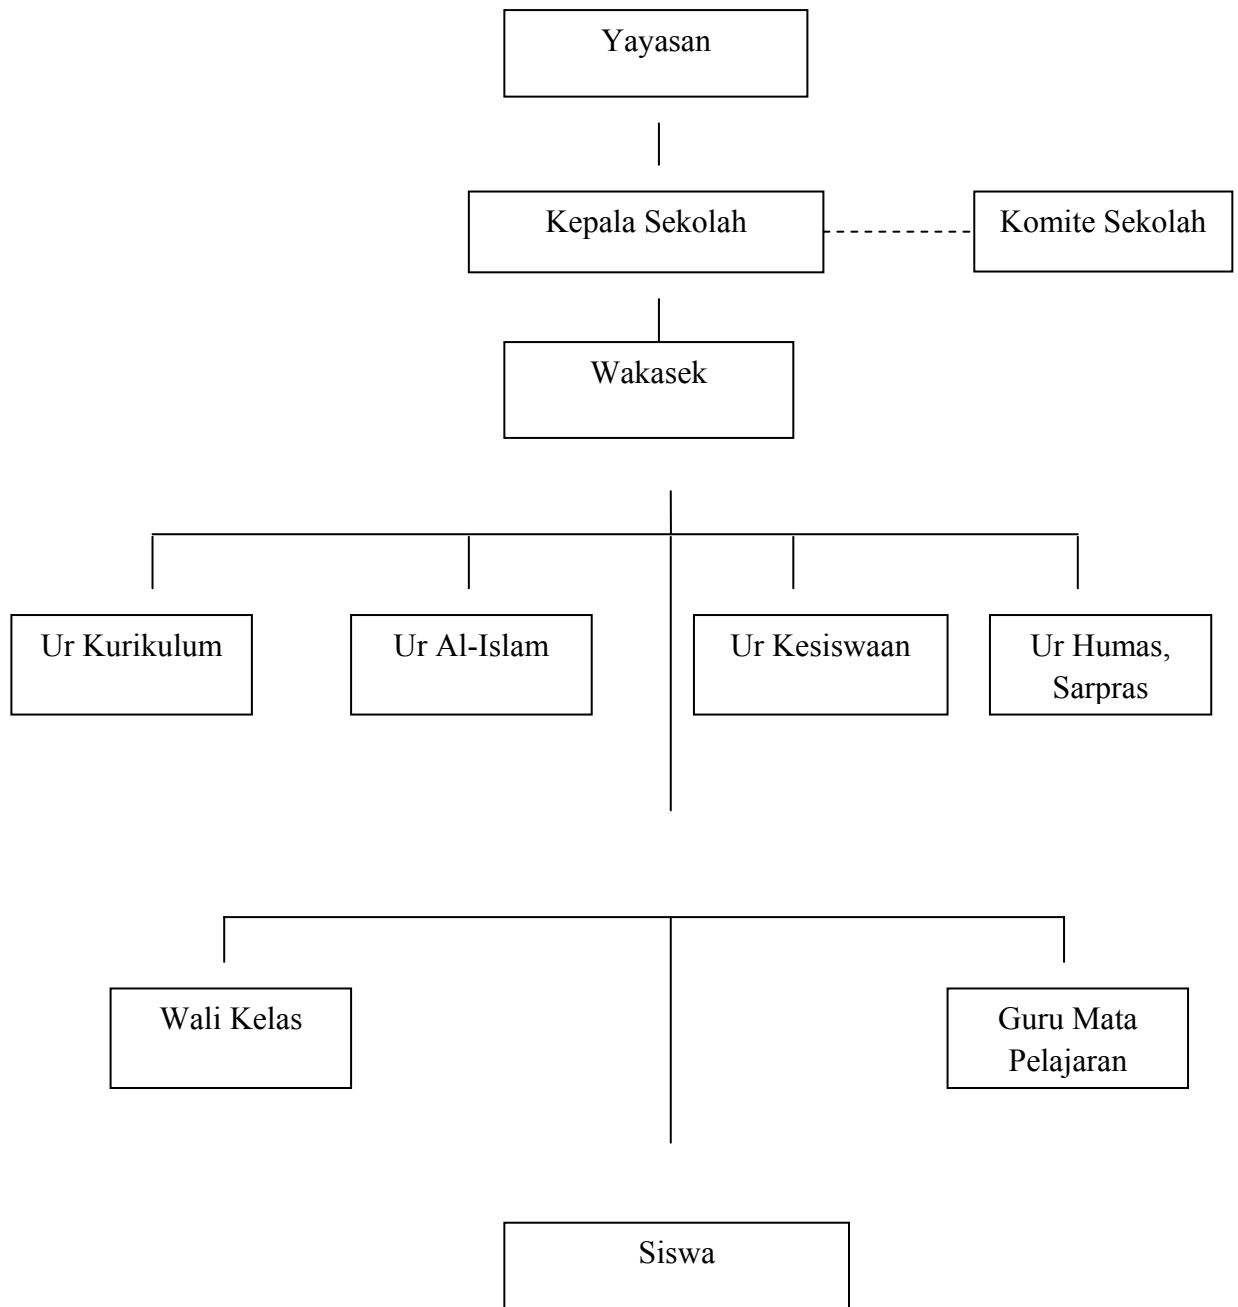 Yayasan
Kepala Sekolah
Komite Sekolah
Wakasek
Ur Kurikulum
Ur Al-Islam
Ur Kesiswaan
Ur Humas,
Sarpras
Wali Kelas
Guru Mata
Pelajaran
Siswa